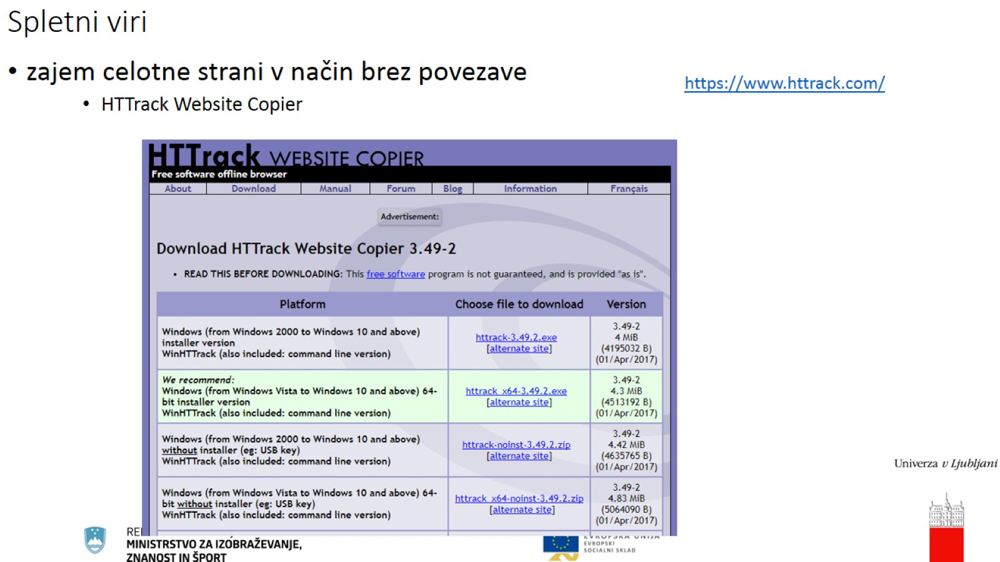 Spletni viri
• zajem celotne strani v način brez povezave
https://www.httrack.com/
• HTTrack Website Copier
HTTrack WEBSITE COPIER
Free software offline browser
About Download Manual Forum Blog Information Français
Advertisement:
Download HTTrack Website Copier 3.49-2
• READ THIS BEFORE DOWNLOADING: This free software program is not guaranteed, and is provided "as is".
Platform Choose file to download Version
Windows (from Windows 2000 to Windows 10 and above)
installer version
WinHTTrack (also included: command line version)
httrack-3.49.2.exe
[alternate site]
3.49-2
4 MiB
(4195032 B)
(01/Apr/2017)
We recommend:
Windows (from Windows Vista to Windows 10 and above) 64-
bit installer version
WinHTTrack (also included: command line version)
httrack_x64-3.49.2.exe
[alternate site]
3.49-2
4.3 MiB
(4513192 B)
(01/Apr/2017)
Windows (from Windows 2000 to Windows 10 and above)
without installer (eg: USB key)
WinHTTrack (also included: command line version)
httrack-noinst-3.49.2.zip
[alternate site]
3.49-2
4.42 MiB
(4635765 B)
(01/Apr/2017)
Windows (from Windows Vista to Windows 10 and above) 64-
bit without installer (eg: USB key)
WinHTTrack (also included: command line version)
httrack_x64-noinst-3.49.2.zip
[alternate site]
3.49-2
4.83 MiB
(5064090 B)
(01/Apr/2017)
Univerza v Ljubljani
MINISTRSTVO ZA IZOBRAŽEVANJE,
ZNANOST IN ŠPORT
EVROPSKA UNIJA
EVROPSKI
SOCIALNI SKLAD